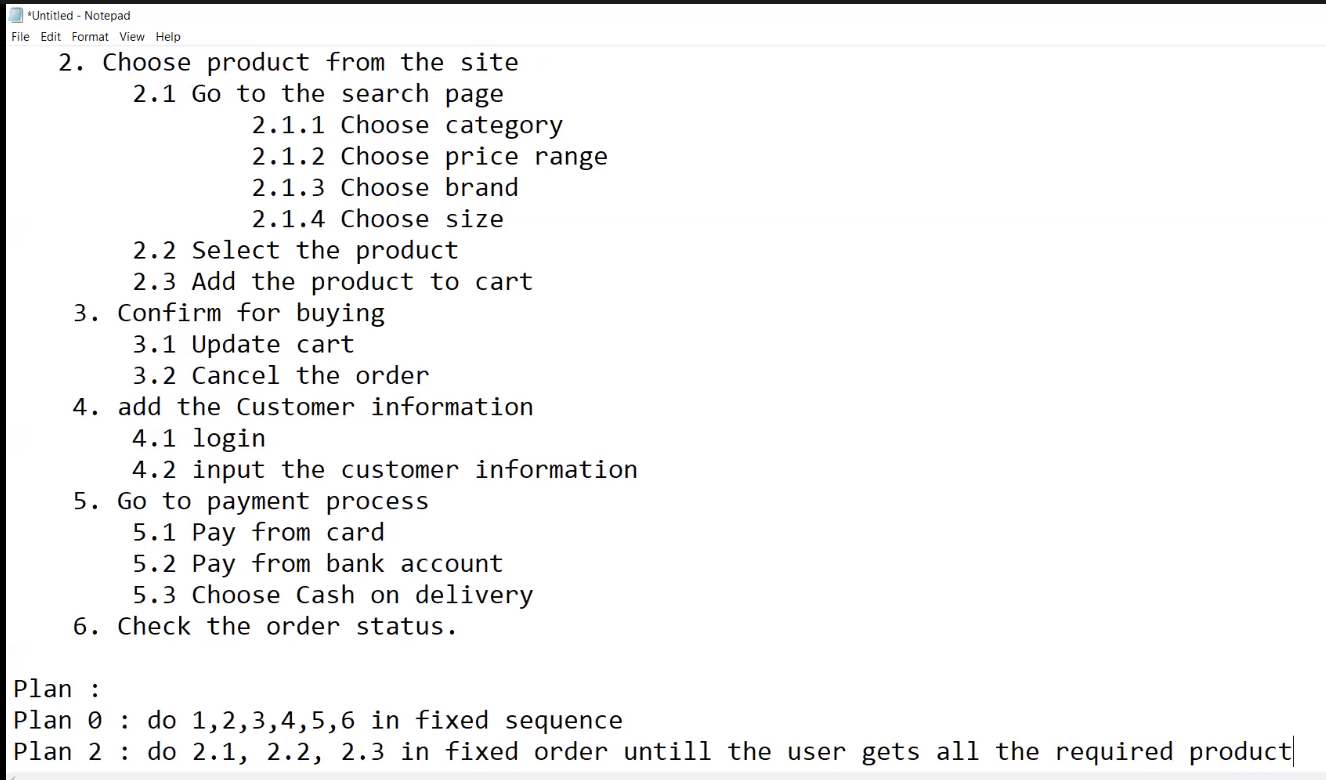 *Untitled - Notepad
File Edit Format View Help
2. Choose product from the site
2.1 Go to the search page
2.1.1 Choose category
2.1.2 Choose price range
2.1.3 Choose brand
2.1.4 Choose size
2.2 Select the product
2.3 Add the product to cart
3. Confirm for buying
3.1 Update cart
3.2 Cancel the order
4. add the Customer information
4.1 login
4.2 input the customer information
5. Go to payment process
5.1 Pay from card
5.2 Pay from bank account
5.3 Choose Cash on delivery
6. Check the order status.
Plan :
Plan 0 : do 1,2,3,4,5,6 in fixed sequence
Plan 2 : do 2.1, 2.2, 2.3 in fixed order untill the user gets all the required product